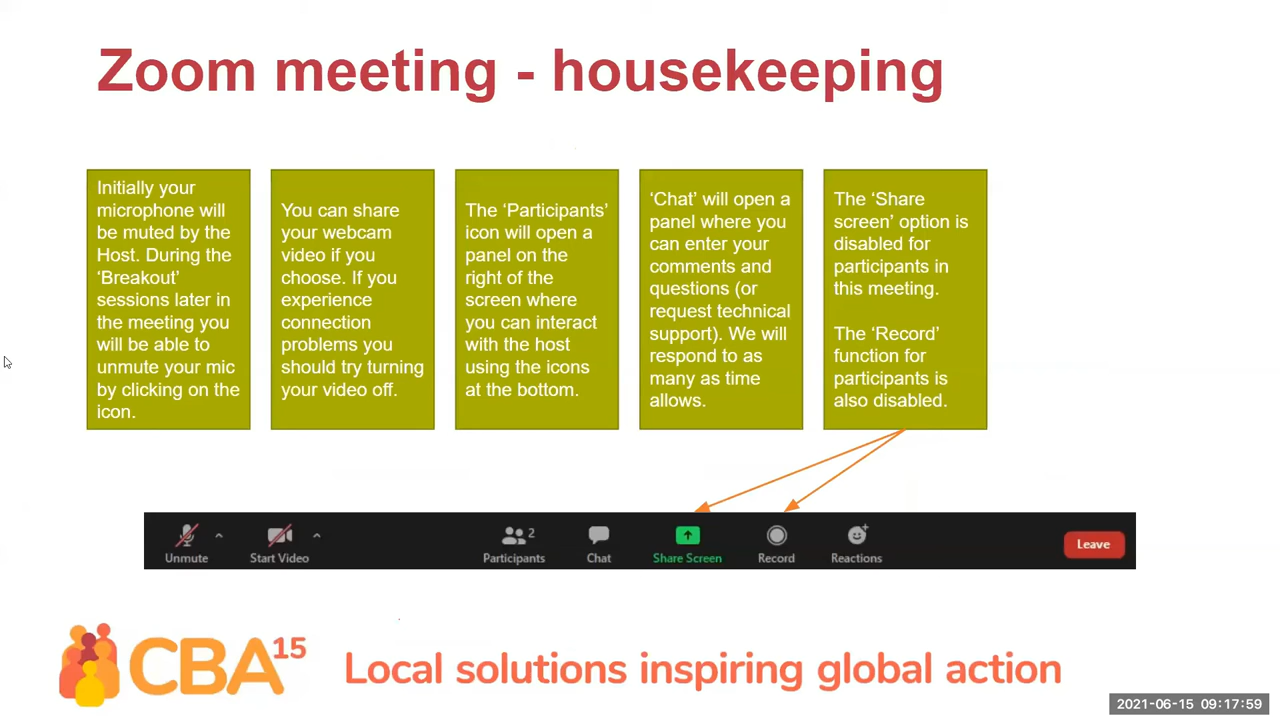 Zoom meeting - housekeeping
Initially your
microphone will
be muted by the
Host. During the
‘Breakout’
sessions later in
the meeting you
will be able to
unmute your mic
by clicking on the
icon.
You can share
your webcam
video if you
choose. If you
experience
connection
problems you
should try turning
your video off.
The ‘Participants’
icon will open a
panel on the
right of the
screen where
you can interact
with the host
using the icons
at the bottom.
‘Chat’ will open a
panel where you
can enter your
comments and
questions (or
request technical
support). We will
respond to as
many as time
allows.
The ‘Share
screen’ option is
disabled for
participants in
this meeting.
The ‘Record’
function for
participants is
also disabled.
Unmute
Start Video
Participants 2
Chat
Share Screen
Record
Reactions
Leave
CBA15
Local solutions inspiring global action
2021-06-15 09:17:59